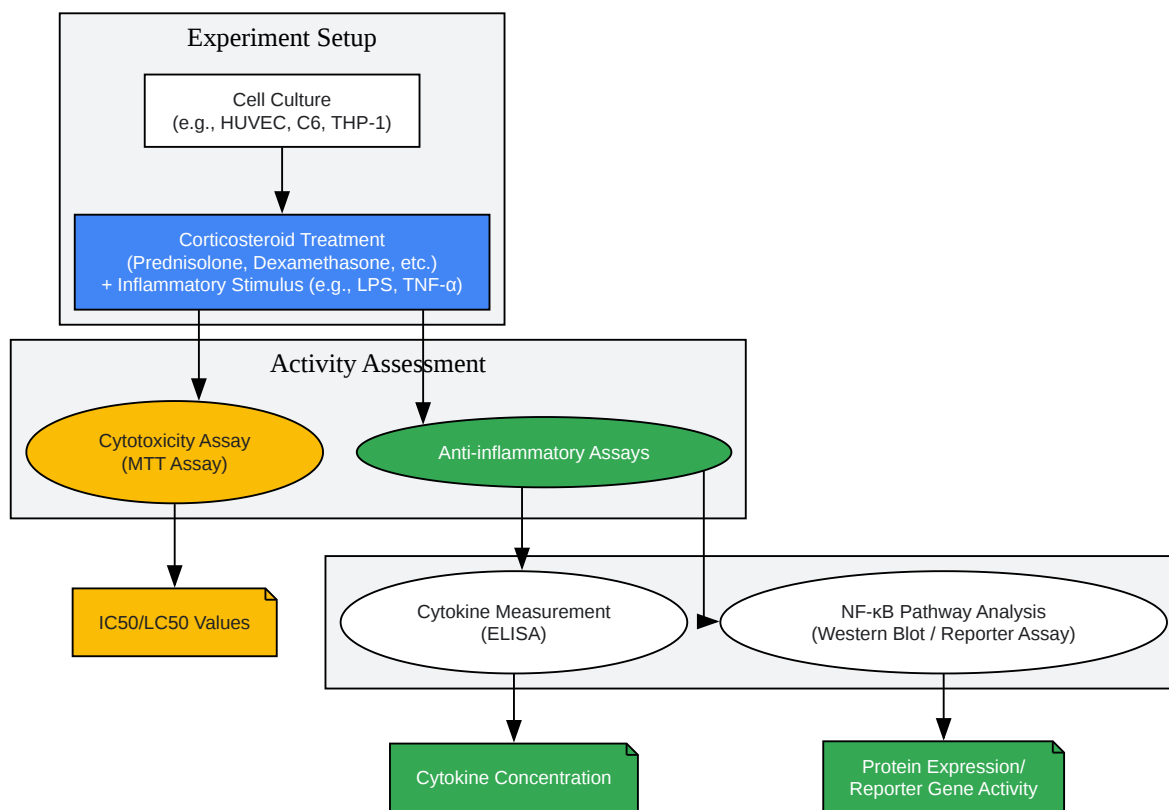 Experiment Setup
Cell Culture
(e.g., HUVEC, C6, THP-1)
Corticosteroid Treatment
(Prednisolone, Dexamethasone, etc.)
+ Inflammatory Stimulus (e.g., LPS, TNF-α)
Activity Assessment
Cytotoxicity Assay
(MTT Assay)
Anti-inflammatory Assays
IC50/LC50 Values
Cytokine Measurement
(ELISA)
NF-κB Pathway Analysis
(Western Blot / Reporter Assay)
Cytokine Concentration
Protein Expression/
Reporter Gene Activity